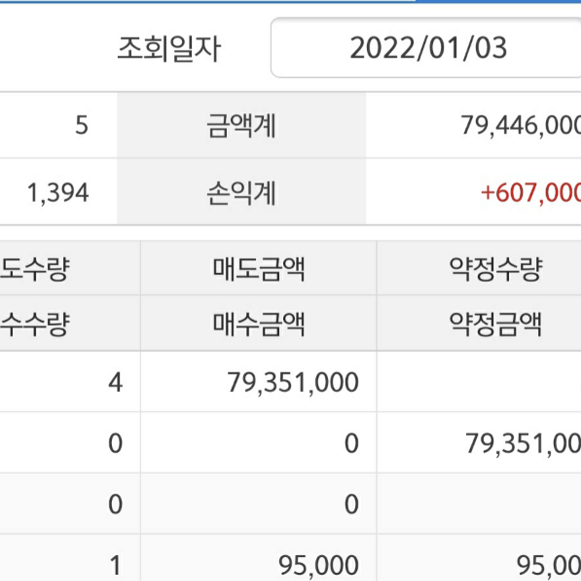 조회일자 2022/01/03
5 금액계 79,446,000
1,394 손익계 +607,000
도수량 매도금액 약정수량
수수량 매수금액 약정금액
4 79,351,000
0 0 79,351,00
0 0
1 95,000 95,00